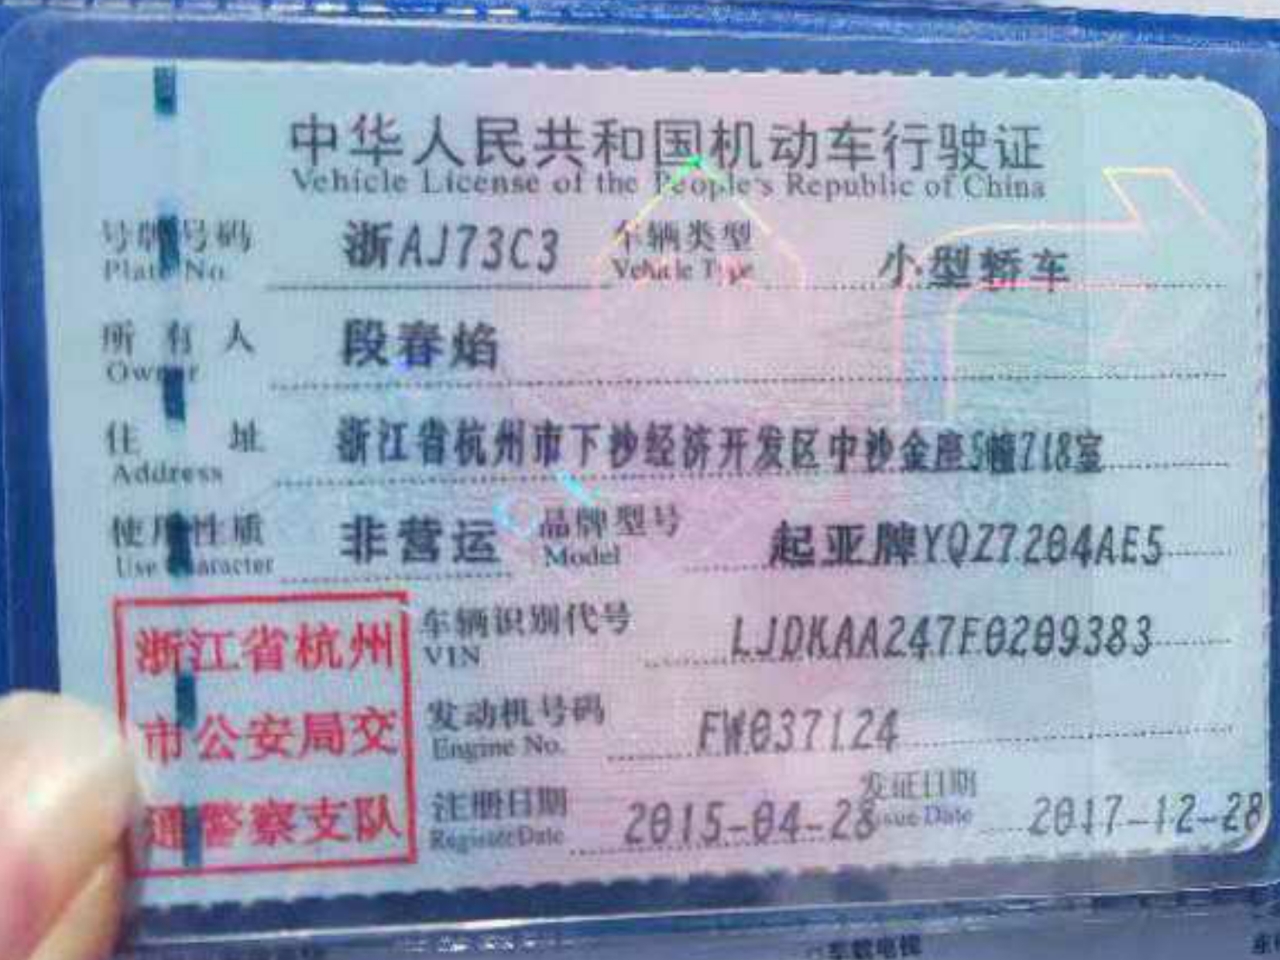 中华人民共和国机动车行驶证
Vehicle License of the People's Republic of China
号牌号码 浙AJ73C3 车辆类型 小型轿车
Plate No. Vehicle Type
所有人 段春焰
Owner
住址 浙江省杭州市下沙经济开发区中沙金座5幢718室
Address
使用性质 非营运 品牌型号 起亚牌YQZ7204AE5
Use Character Model
车辆识别代号 LJDKAA247F0209383
VIN
发动机号码 FW037124
Engine No.
注册日期 2015-04-28 发证日期 2017-12-28
Register Date Issue Date
浙江省杭州
市公安局交
通警察支队